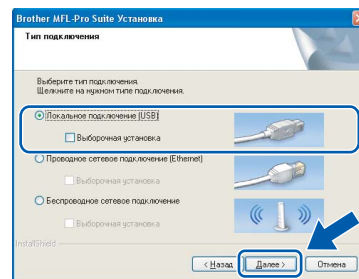 Brother MFL-Pro Suite Установка
Тип подключения
Выберите тип подключения.
Щелкните на нужном типе подключения.
Локальное подключение (USB)
Выборочная установка
Проводное сетевое подключение (Ethernet)
Выборочная установка
Беспроводное сетевое подключение
Выборочная установка
InstallShield
< Назад Далее > Отмена